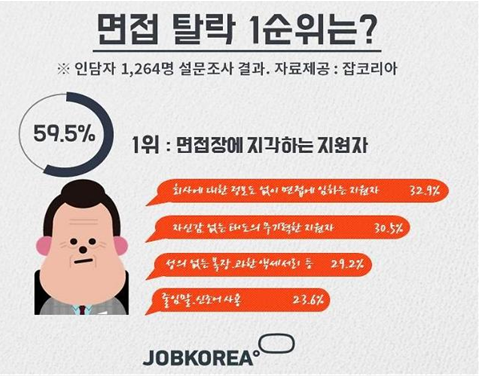 면접 탈락 1순위는?
※ 인담자 1,264명 설문조사 결과. 자료제공 : 잡코리아
59.5%
1위 : 면접장에 지각하는 지원자
회사에 대한 정보도 없이 면접에 임하는 지원자 32.9%
자신감 없는 태도의 무기력한 지원자 30.5%
성의 없는 복장, 과한 액세서리 등 29.2%
줄임말, 신조어 사용 23.6%
JOBKOREA